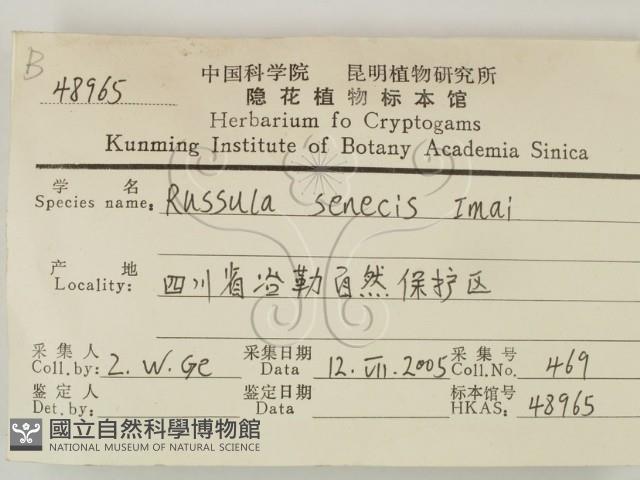 B
48965
中国科学院 昆明植物研究所
隐花植物标本馆
Herbarium fo Cryptogams
Kunming Institute of Botany Academia Sinica
学 名
Species name: Russula senecis Imai
产 地
Locality: 四川省 勒自然保护区
采集人 采集日期 采集号
Coll.by: Z. W. Ge Data 12. VII. 2005 Coll.No. 469
鉴定人 鉴定日期 标本馆号
Det.by: Data HKAS: 48965
國立自然科學博物館
NATIONAL MUSEUM OF NATURAL SCIENCE